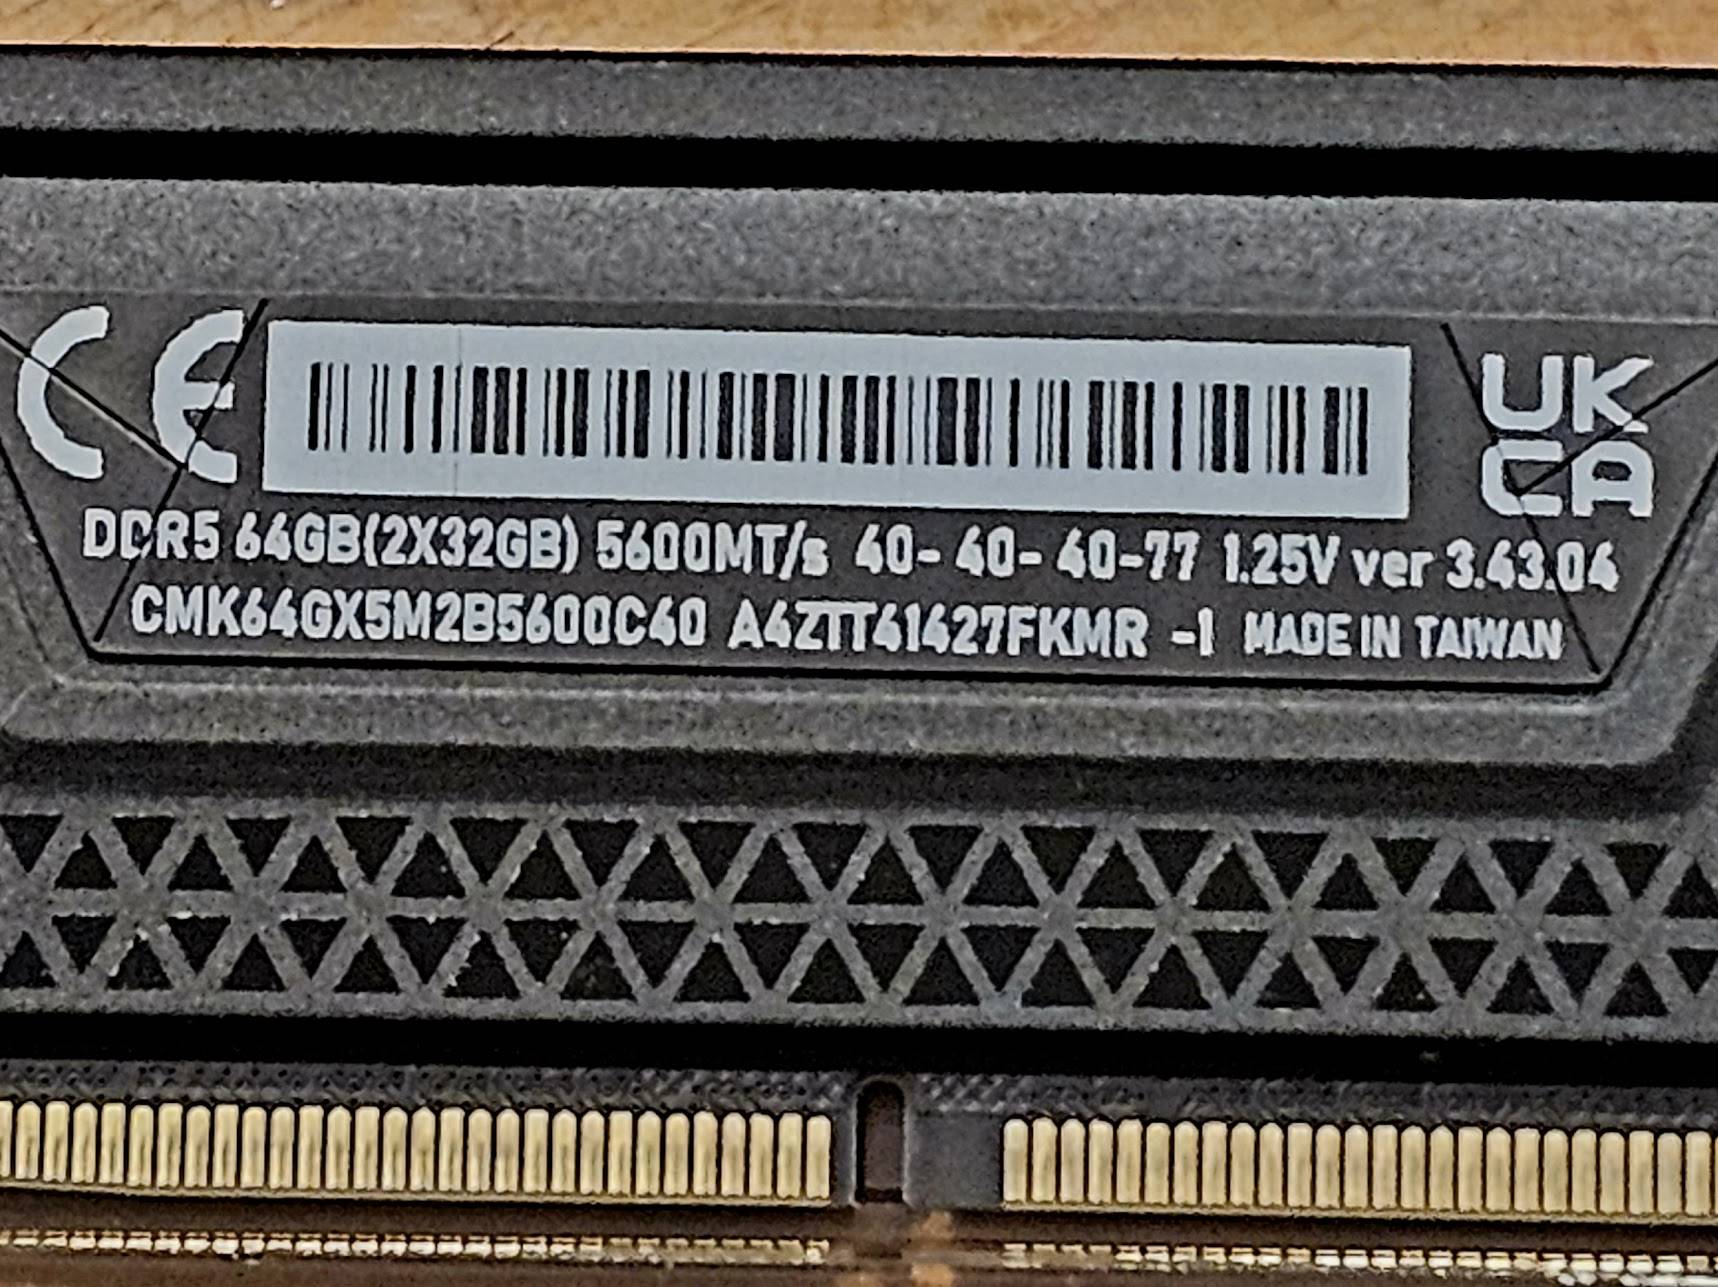 CE
UK
CA
DDR5 64GB(2X32GB) 5600MT/s 40- 40- 40-77 1.25V ver 3.43.04
CMK64GX5M2B5600C40 A4ZTT41427FKMR -1 MADE IN TAIWAN